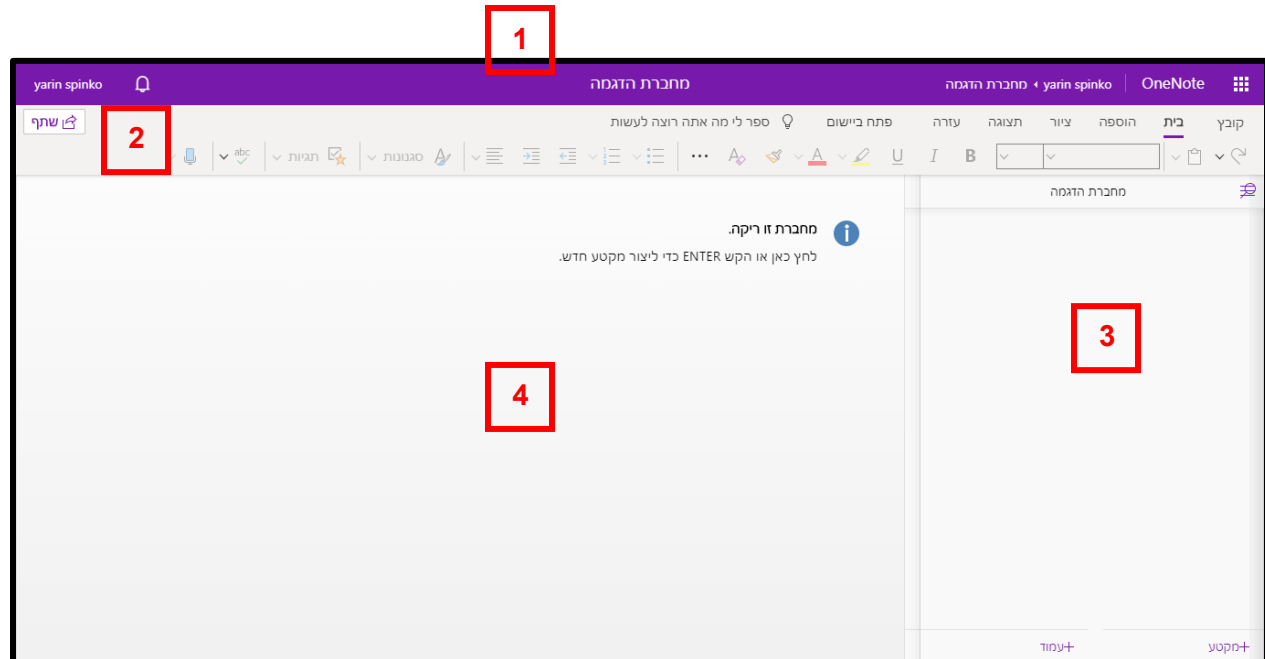 1
OneNote yarin spinko ‹ מחברת הדגמה מחברת הדגמה yarin spinko
קובץ בית הוספה ציור תצוגה עזרה פתח ביישום ספר לי מה אתה רוצה לעשות שתף
2
B I U A A ... סגנונות תגיות abc
מחברת הדגמה
מחברת זו ריקה.
לחץ כאן או הקש ENTER כדי ליצור מקטע חדש.
3
4
+מקטע +עמוד